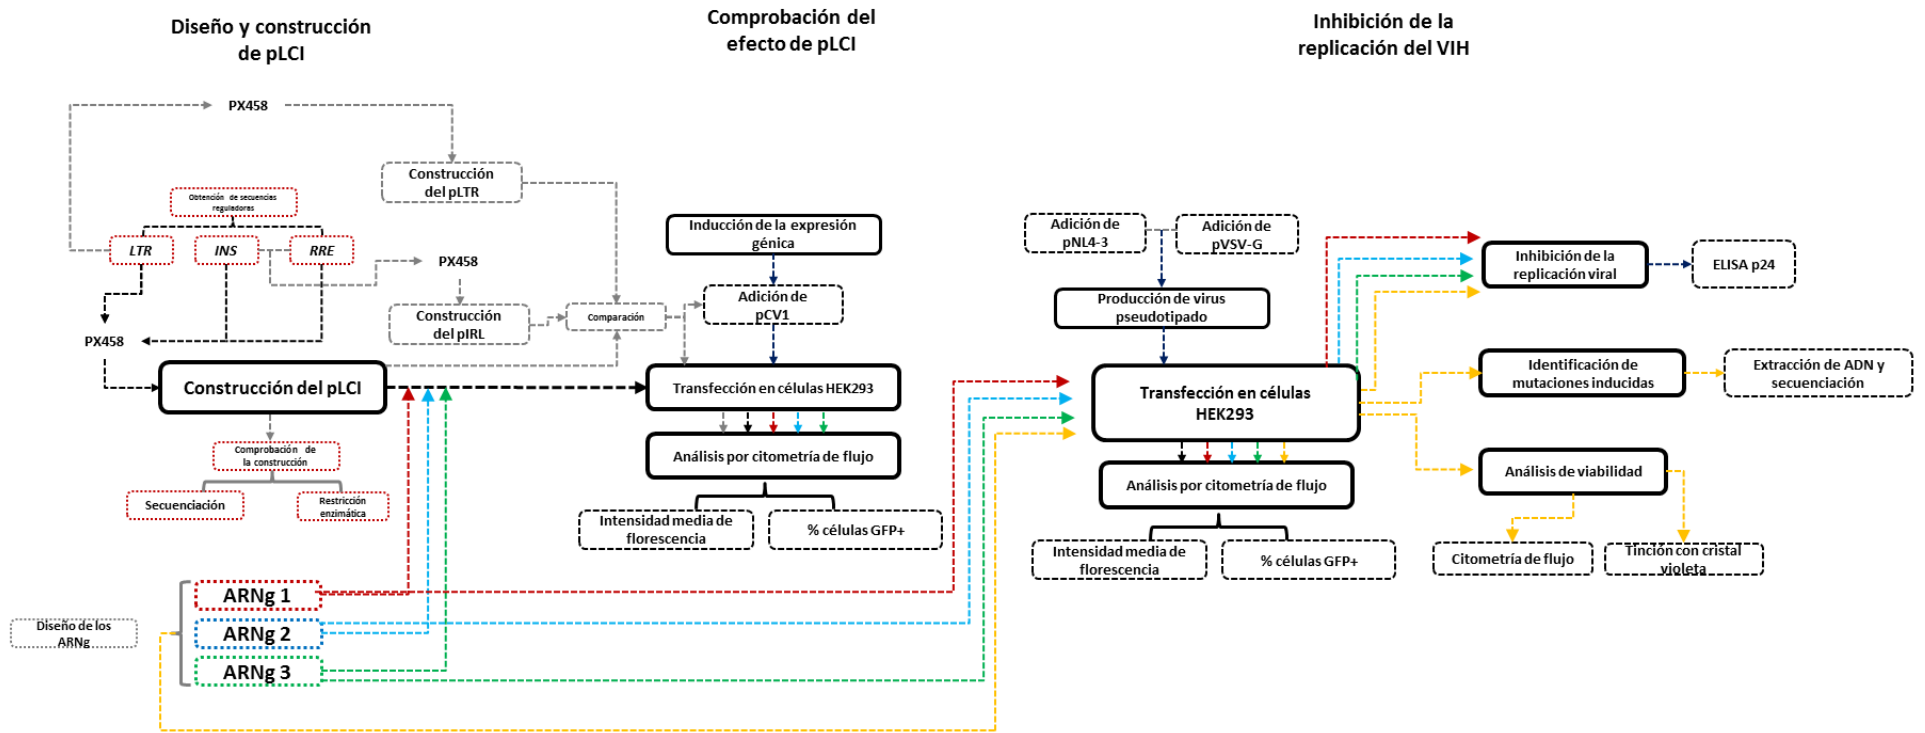 Diseño y construcción
de pLCI
Comprobación del
efecto de pLCI
Inhibición de la
replicación del VIH
PX458
Construcción
del pLTR
Obtención de secuencias
reguladoras
LTR
INS
RRE
PX458
PX458
Construcción
del pIRL
Comparación
Construcción del pLCI
Comprobación de
la construcción
Secuenciación
Restricción
enzimática
Diseño de los
ARNg
ARNg 1
ARNg 2
ARNg 3
Inducción de la expresión
génica
Adición de
pCV1
Transfección en células HEK293
Análisis por citometría de flujo
Intensidad media de
florescencia
% células GFP+
Adición de
pNL4-3
Adición de
pVSV-G
Producción de virus
pseudotipado
Transfección en células
HEK293
Análisis por citometría de flujo
Intensidad media de
florescencia
% células GFP+
Inhibición de la
replicación viral
ELISA p24
Identificación de
mutaciones inducidas
Extracción de ADN y
secuenciación
Análisis de viabilidad
Citometría de flujo
Tinción con cristal
violeta